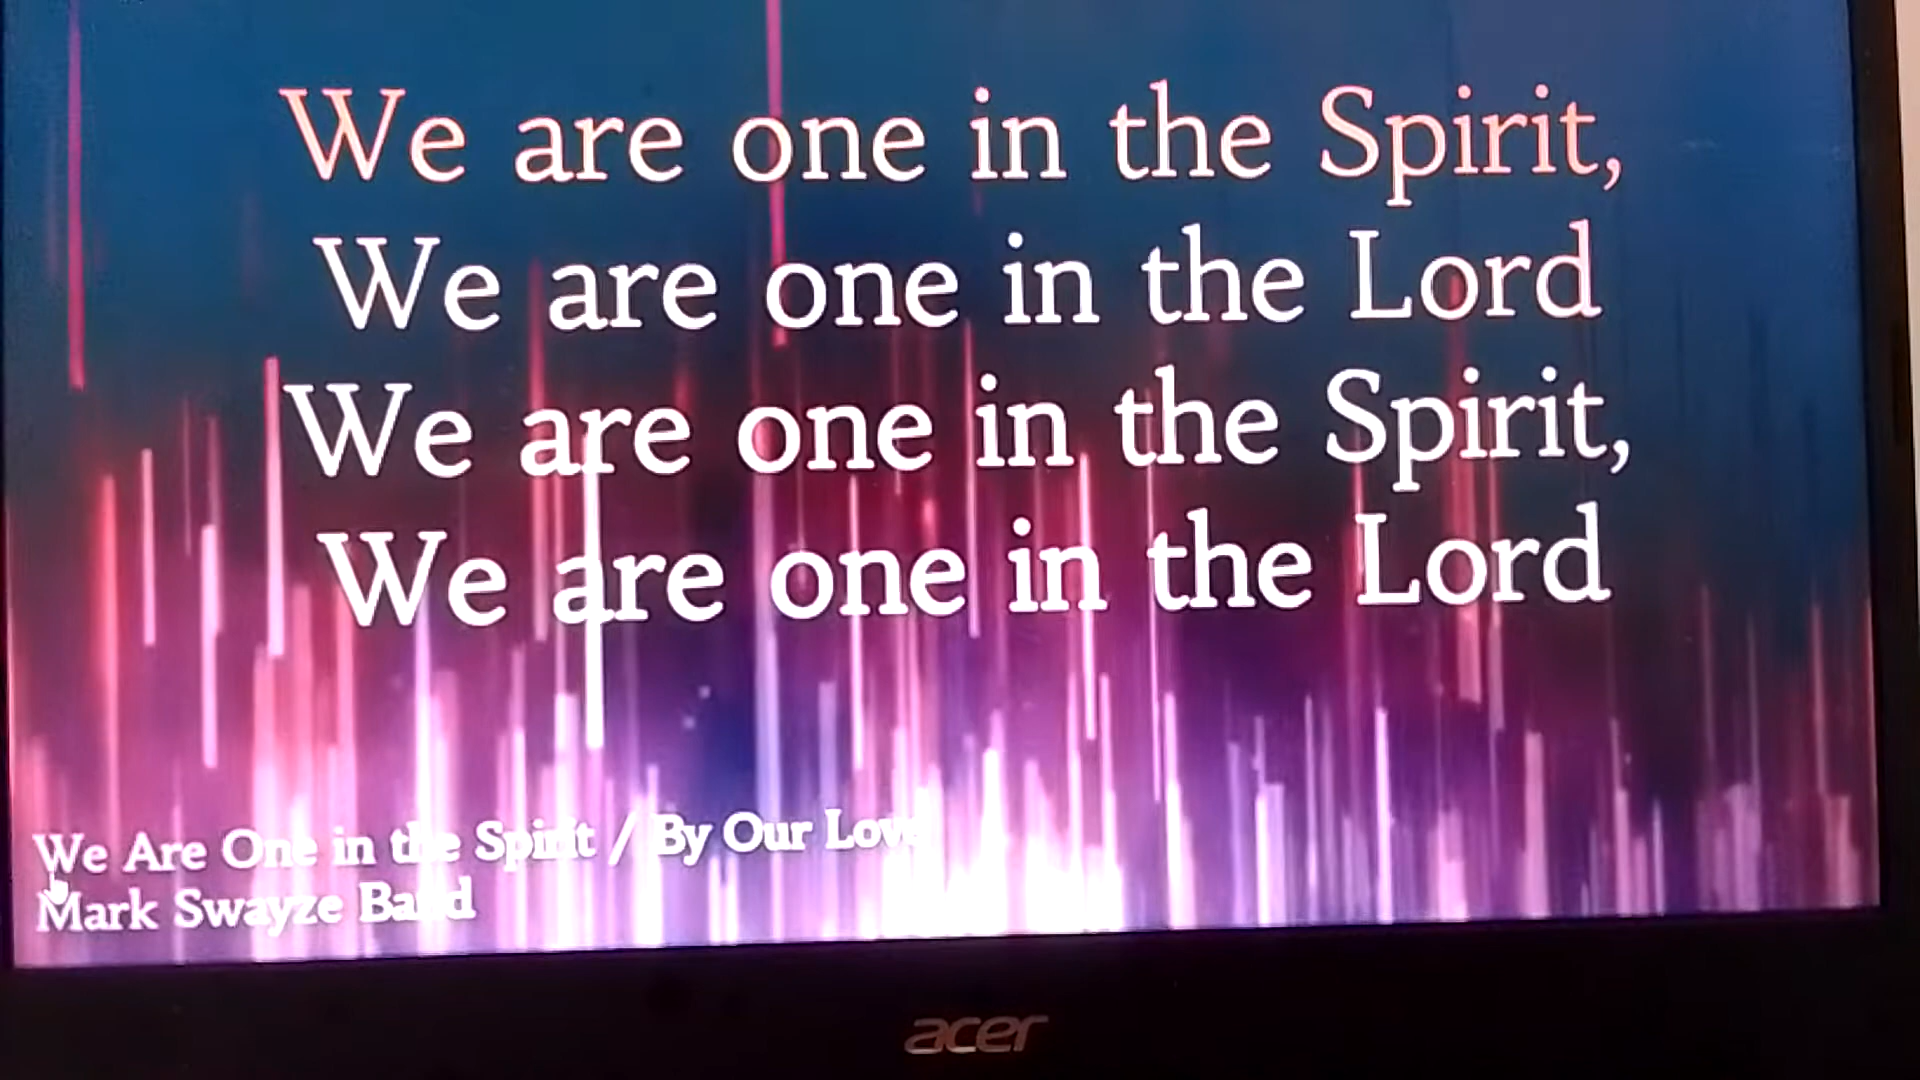 We are one in the Spirit,
We are one in the Lord
We are one in the Spirit,
We are one in the Lord
We Are One in the Spirit / By Our Love
Mark Swayze Band
acer